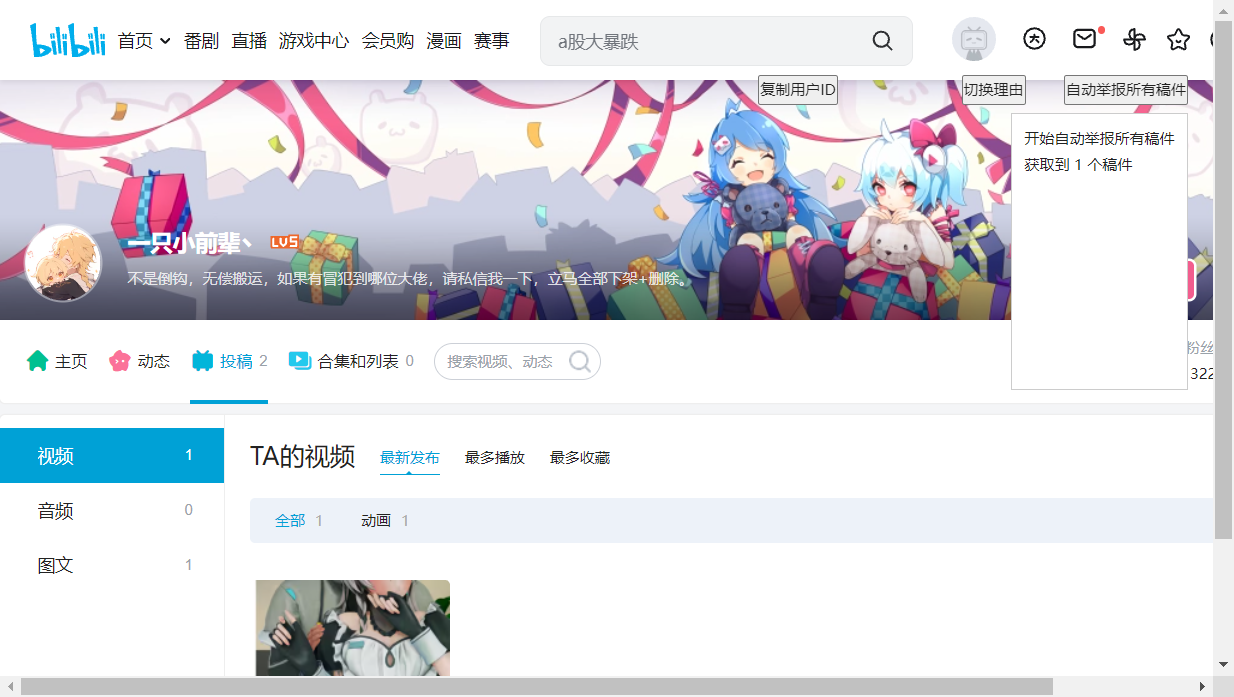 bilibili 首页 番剧 直播 游戏中心 会员购 漫画 赛事 a股大暴跌
复制用户ID 切换理由 自动举报所有稿件
开始自动举报所有稿件
获取到 1 个稿件
一只小前辈丶 LV5
不是倒钩，无偿搬运，如果有冒犯到哪位大佬，请私信我一下，立马全部下架+删除。
主页 动态 投稿 2 合集和列表 0 搜索视频、动态
粉丝
322
视频 1
音频 0
图文 1
TA的视频 最新发布 最多播放 最多收藏
全部 1 动画 1